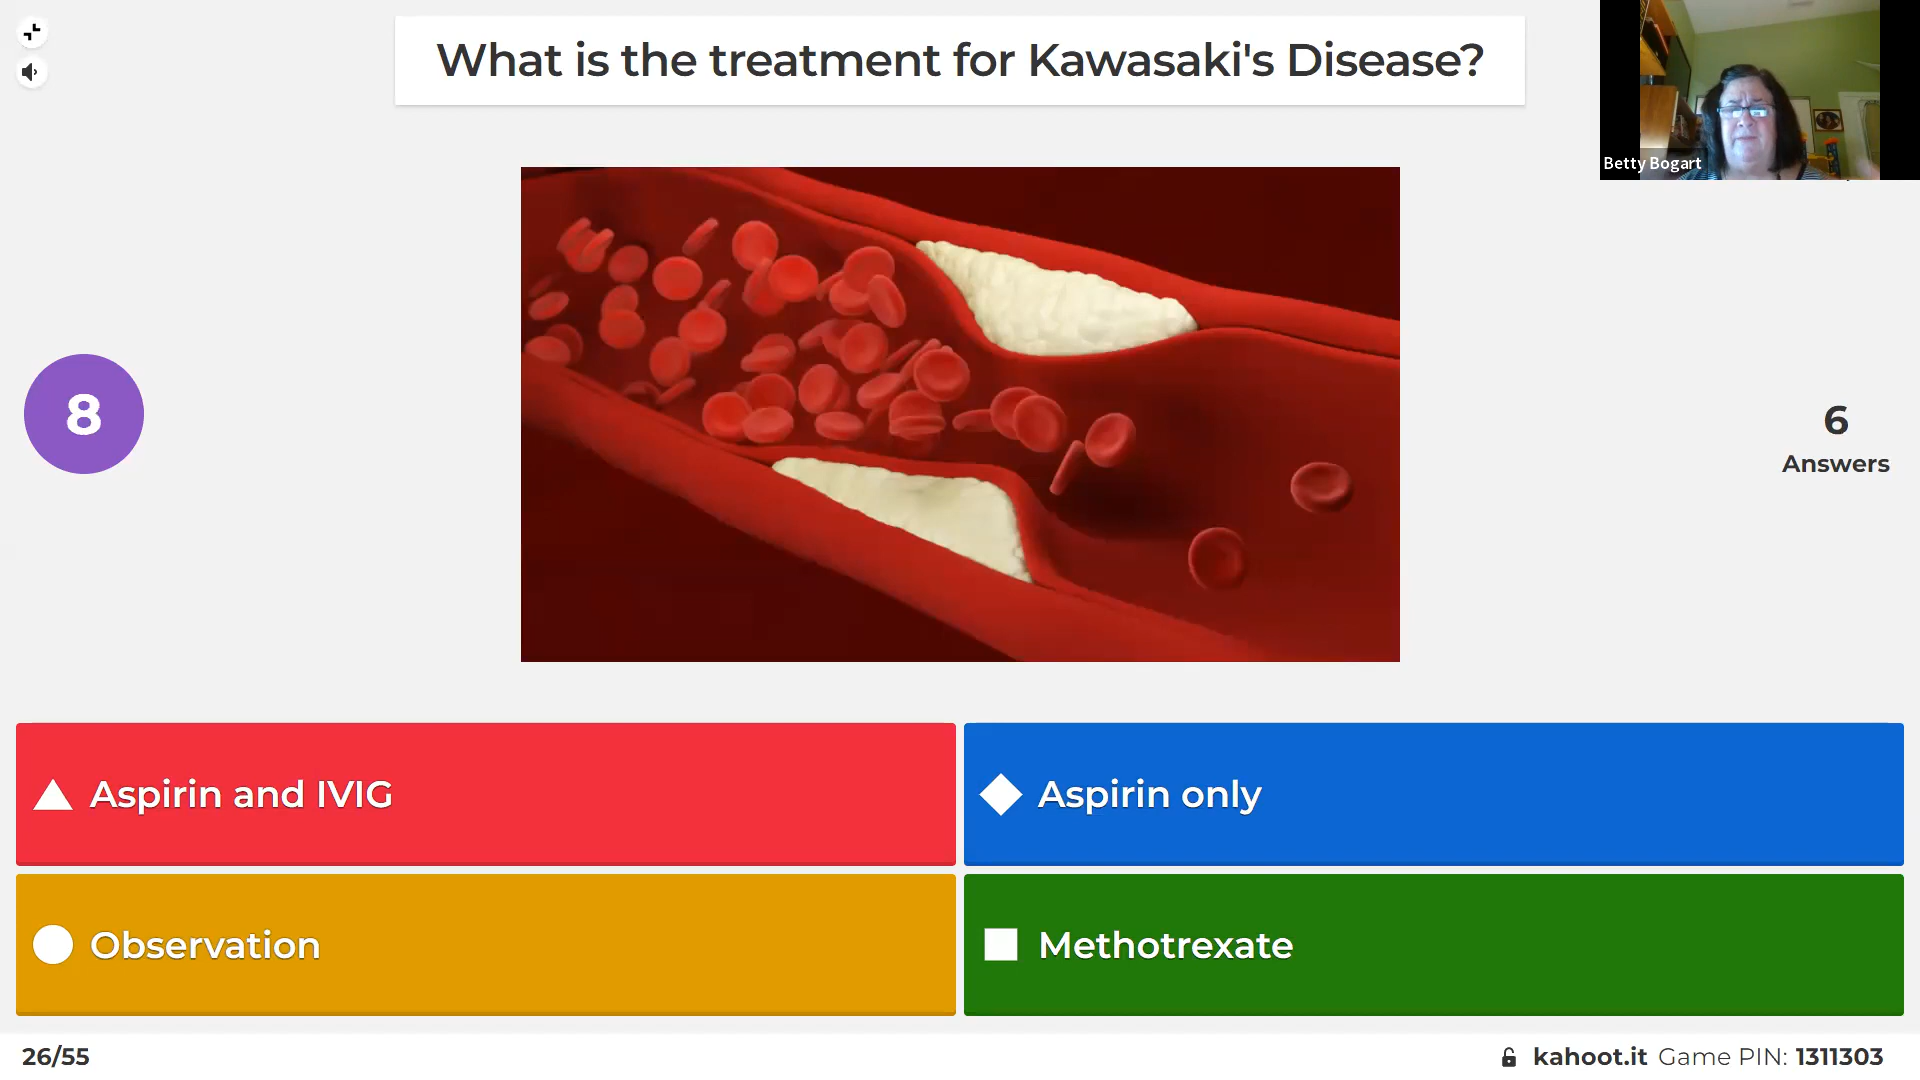 What is the treatment for Kawasaki's Disease?
Betty Bogart
8
6
Answers
Aspirin and IVIG
Aspirin only
Observation
Methotrexate
26/55
kahoot.it Game PIN: 1311303